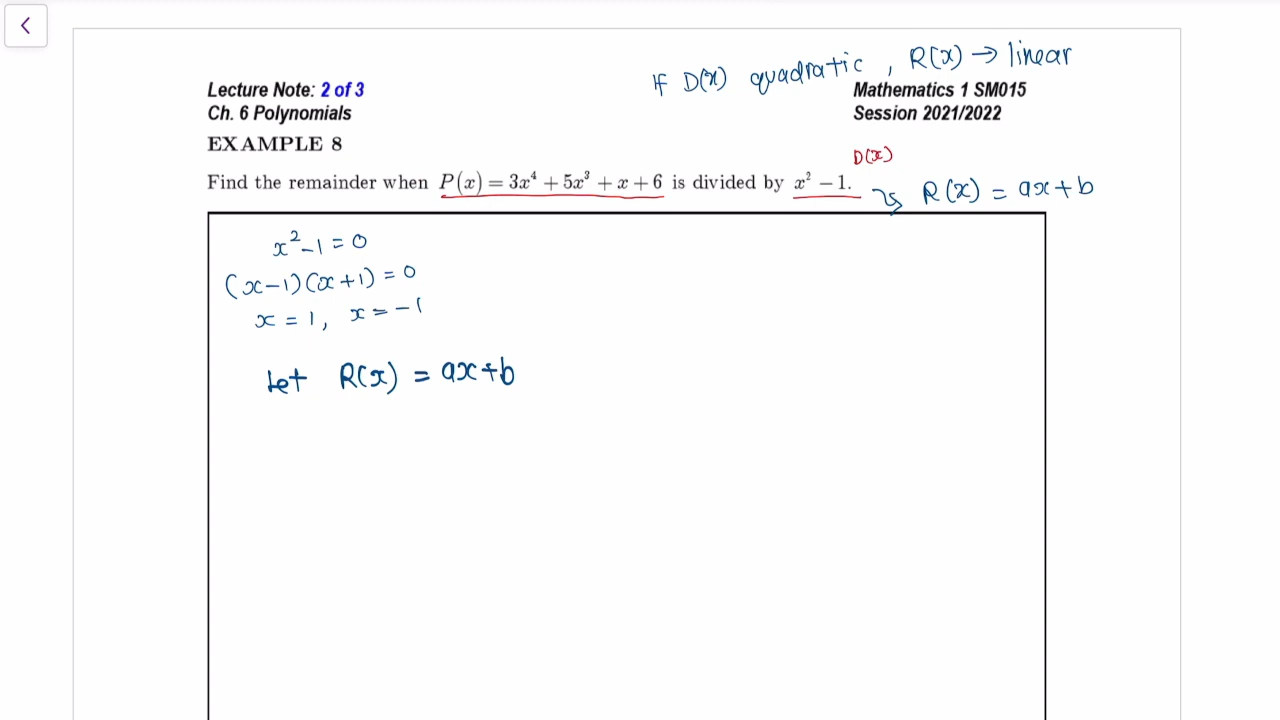 If D(x) quadratic , R(x) → linear
Lecture Note: 2 of 3
Mathematics 1 SM015
Ch. 6 Polynomials
Session 2021/2022
EXAMPLE 8
D(x)
Find the remainder when P(x) = 3x⁴ + 5x³ + x + 6 is divided by x² − 1.
R(x) = ax + b
x² − 1 = 0
(x − 1)(x + 1) = 0
x = 1, x = −1
Let R(x) = ax + b